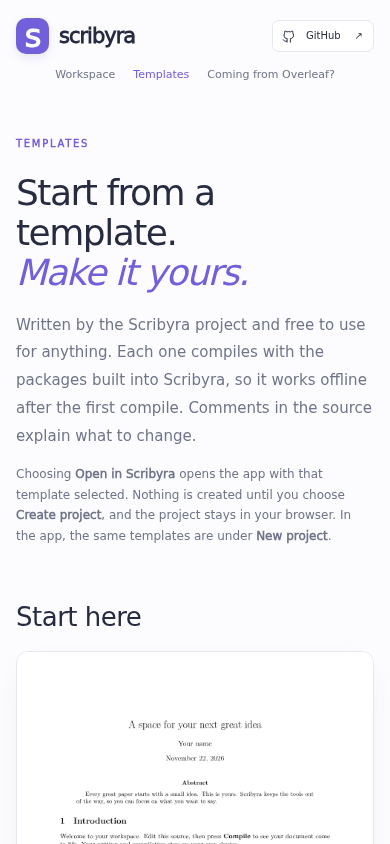 S scribyra
GitHub ↗
Workspace Templates Coming from Overleaf?
TEMPLATES
Start from a
template.
Make it yours.
Written by the Scribyra project and free to use
for anything. Each one compiles with the
packages built into Scribyra, so it works offline
after the first compile. Comments in the source
explain what to change.
Choosing Open in Scribyra opens the app with that
template selected. Nothing is created until you choose
Create project, and the project stays in your browser. In
the app, the same templates are under New project.
Start here
A space for your next great idea
Your name
November 22, 2026
Abstract
Every great paper starts with a small idea. This is yours. Scribyra keeps the tools out
of the way, so you can focus on what you want to say.
1 Introduction
Welcome to your workspace. Edit this source, then press Compile to see your document come